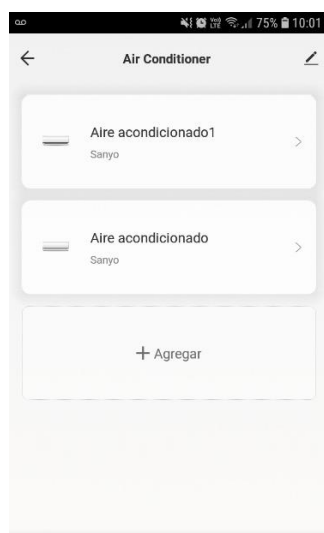 75% 10:01
Air Conditioner
Aire acondicionado1
Sanyo
Aire acondicionado
Sanyo
+ Agregar